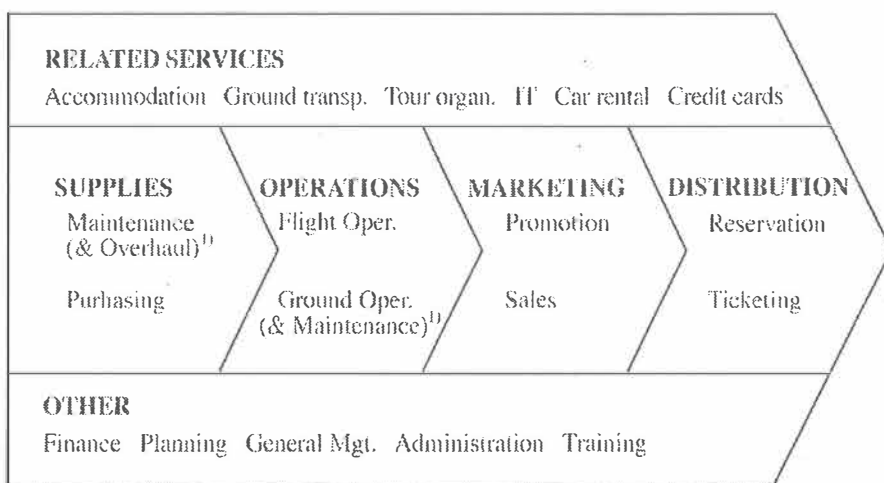 RELATED SERVICES
Accommodation Ground transp. Tour organ. IT Car rental Credit cards
SUPPLIES
Maintenance
(& Overhaul)1)
Purhasing
OPERATIONS
Flight Oper.
Ground Oper.
(& Maintenance)1)
MARKETING
Promotion
Sales
DISTRIBUTION
Reservation
Ticketing
OTHER
Finance Planning General Mgt. Administration Training